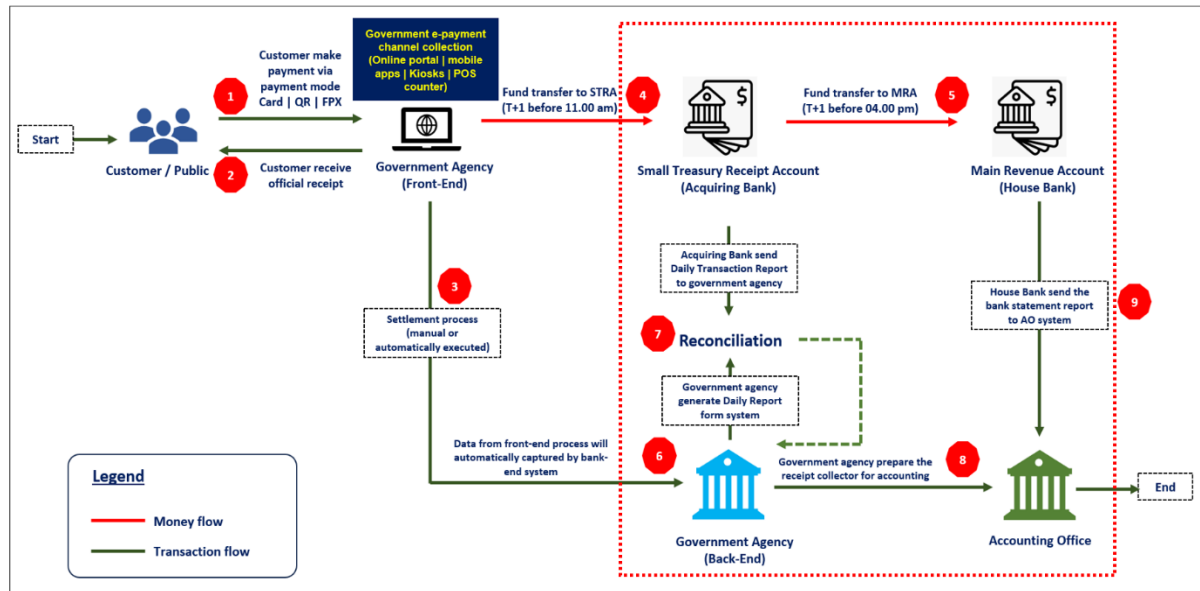 Government e-payment
channel collection
(Online portal | mobile
apps | Kiosks | POS
counter)
Customer make
payment via
payment mode
Card | QR | FPX
1
Start
Customer / Public
2
Customer receive
official receipt
Government Agency
(Front-End)
Fund transfer to STRA
(T+1 before 11.00 am)
4
$
Small Treasury Receipt Account
(Acquiring Bank)
Fund transfer to MRA
(T+1 before 04.00 pm)
5
$
Main Revenue Account
(House Bank)
3
Settlement process
(manual or
automatically executed)
Acquiring Bank send
Daily Transaction Report
to government agency
7
Reconciliation
Government agency
generate Daily Report
form system
House Bank send the
bank statement report
to AO system
9
Data from front-end process will
automatically captured by bank-
end system
6
Government agency prepare the
receipt collector for accounting
8
Government Agency
(Back-End)
Accounting Office
End
Legend
Money flow
Transaction flow